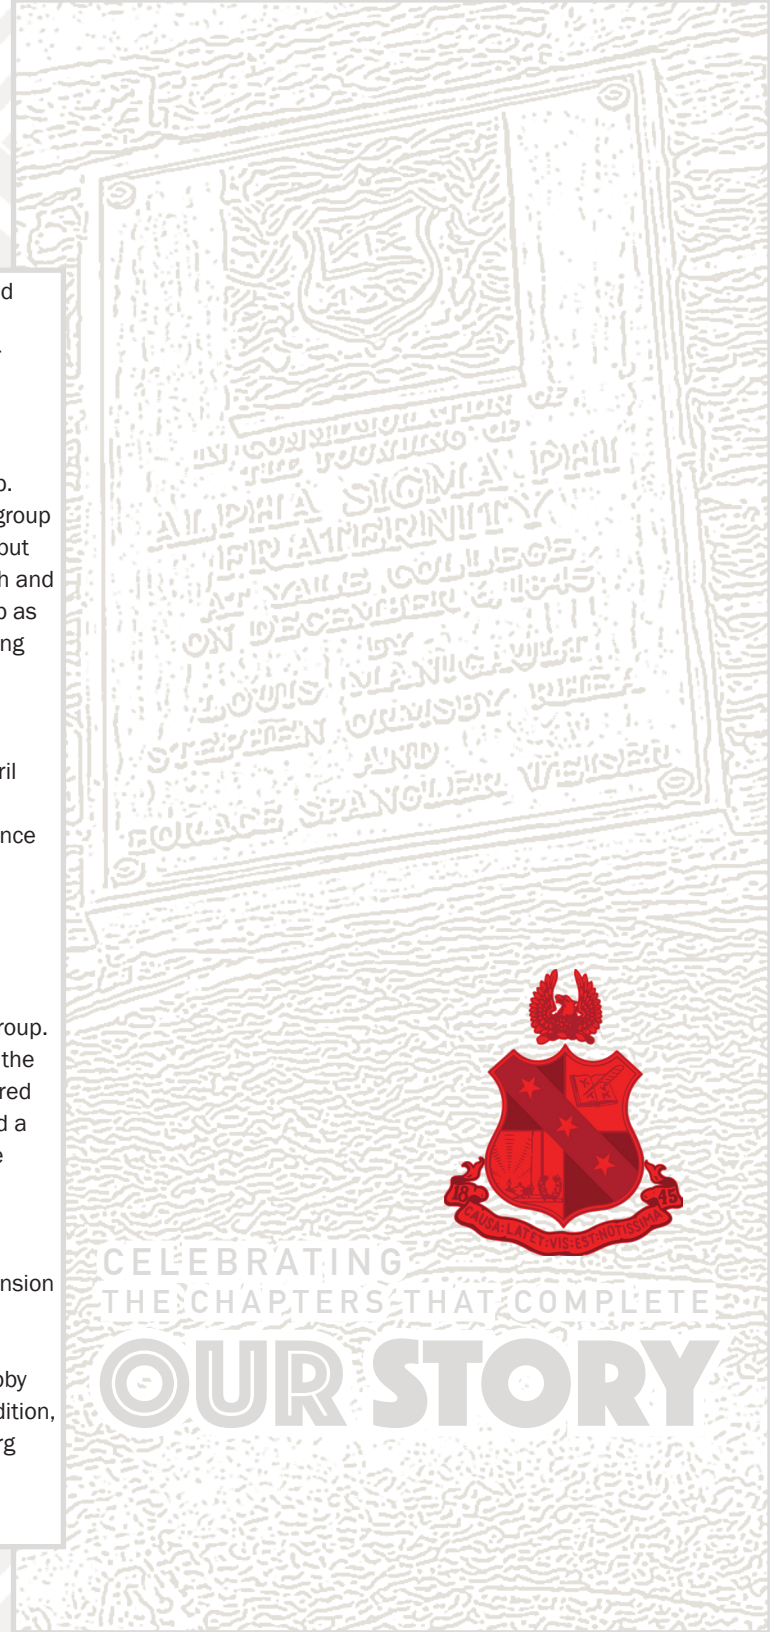 d
group
but
h and
as
ng
ril
nce
roup.
the
red
d a
e
nsion
bby
dition,
rg
IN COMMEMORATION OF
THE FOUNDING OF
ALPHA SIGMA PHI
FRATERNITY
AT YALE COLLEGE
ON DECEMBER 6, 1845
BY
LOUIS MANIGAULT
STEPHEN ORMSBY RHEA
AND
HORACE SPANGLER WEISER
18 45
CAUSA:LATET:VIS:EST:NOTISSIMA
CELEBRATING
THE CHAPTERS THAT COMPLETE
OUR STORY